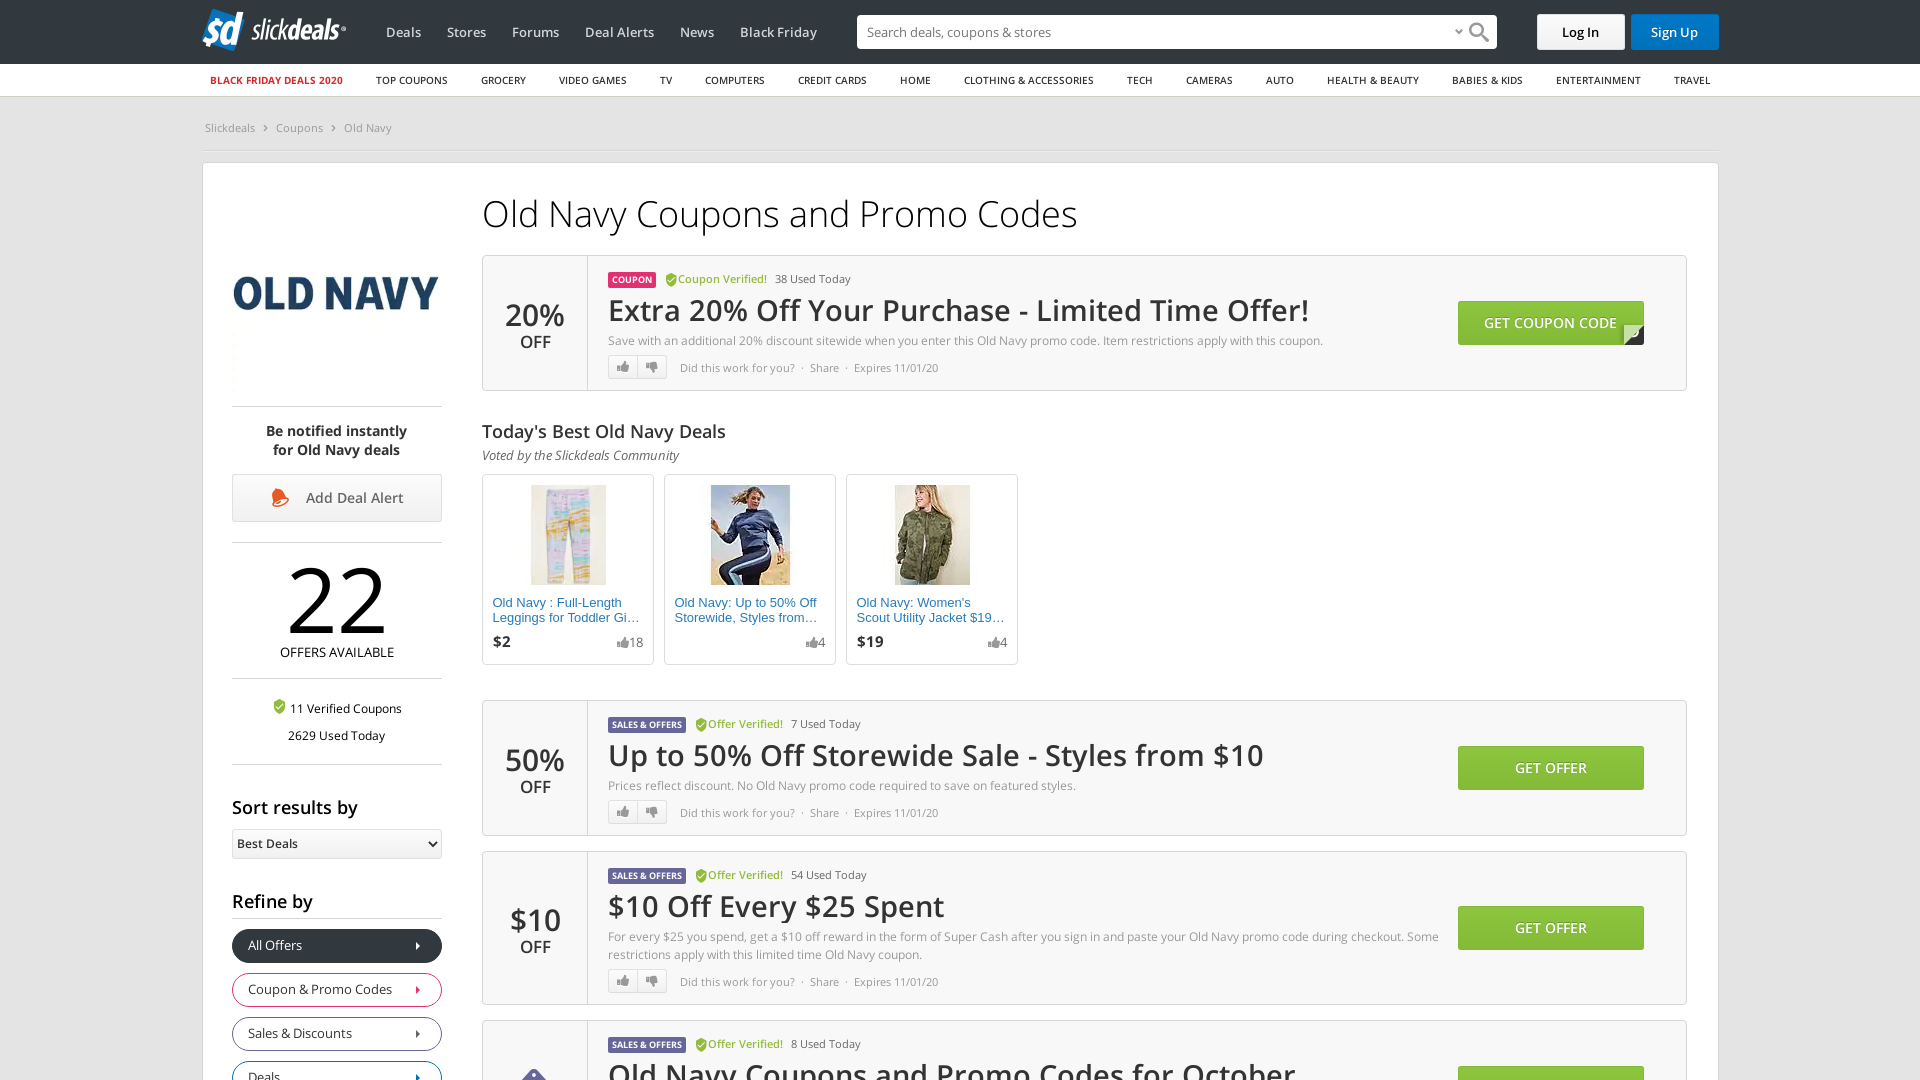 sd slickdeals
Deals
Stores
Forums
Deal Alerts
News
Black Friday
Search deals, coupons & stores
Log In
Sign Up
BLACK FRIDAY DEALS 2020
TOP COUPONS
GROCERY
VIDEO GAMES
TV
COMPUTERS
CREDIT CARDS
HOME
CLOTHING & ACCESSORIES
TECH
CAMERAS
AUTO
HEALTH & BEAUTY
BABIES & KIDS
ENTERTAINMENT
TRAVEL
Slickdeals › Coupons › Old Navy
OLD NAVY
Be notified instantly
for Old Navy deals
Add Deal Alert
22
OFFERS AVAILABLE
11 Verified Coupons
2629 Used Today
Sort results by
Best Deals
Refine by
All Offers
Coupon & Promo Codes
Sales & Discounts
Deals
Old Navy Coupons and Promo Codes
20%
OFF
COUPON Coupon Verified! 38 Used Today
Extra 20% Off Your Purchase - Limited Time Offer!
Save with an additional 20% discount sitewide when you enter this Old Navy promo code. Item restrictions apply with this coupon.
Did this work for you? · Share · Expires 11/01/20
GET COUPON CODE
Today's Best Old Navy Deals
Voted by the Slickdeals Community
Old Navy : Full-Length
Leggings for Toddler Gi…
$2
18
Old Navy: Up to 50% Off
Storewide, Styles from…
4
Old Navy: Women's
Scout Utility Jacket $19…
$19
4
50%
OFF
SALES & OFFERS Offer Verified! 7 Used Today
Up to 50% Off Storewide Sale - Styles from $10
Prices reflect discount. No Old Navy promo code required to save on featured styles.
Did this work for you? · Share · Expires 11/01/20
GET OFFER
$10
OFF
SALES & OFFERS Offer Verified! 54 Used Today
$10 Off Every $25 Spent
For every $25 you spend, get a $10 off reward in the form of Super Cash after you sign in and paste your Old Navy promo code during checkout. Some
restrictions apply with this limited time Old Navy coupon.
Did this work for you? · Share · Expires 11/01/20
GET OFFER
SALES & OFFERS Offer Verified! 8 Used Today
Old Navy Coupons and Promo Codes for October